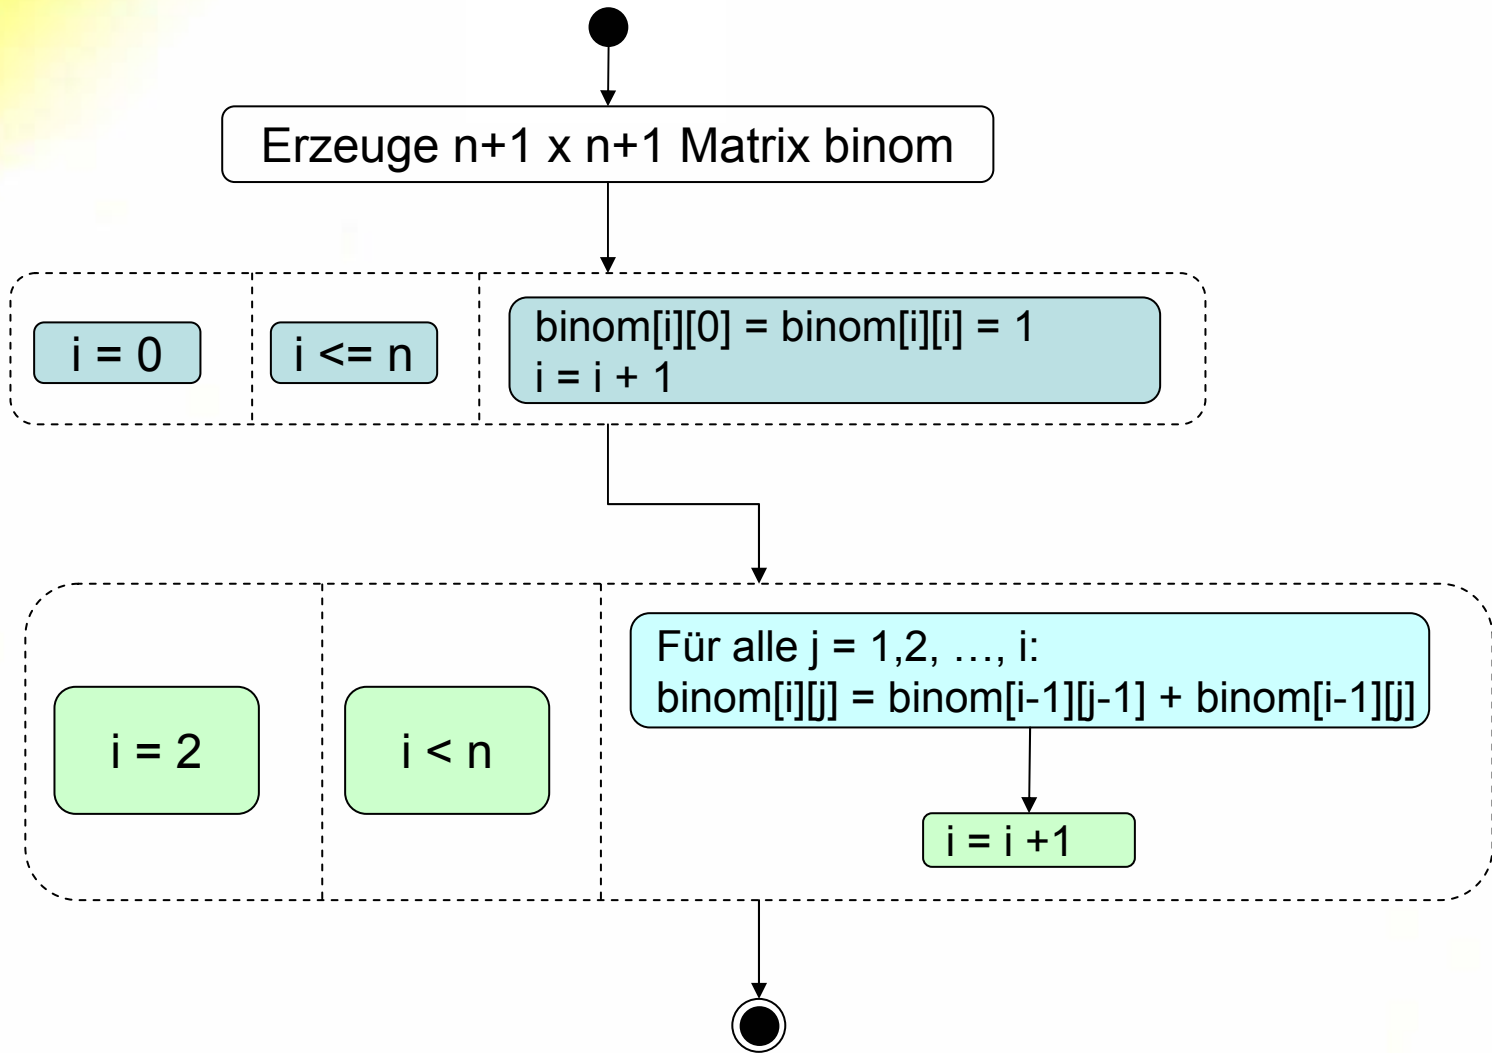 Erzeuge n+1 x n+1 Matrix binom
i = 0
i <= n
binom[i][0] = binom[i][i] = 1
i = i + 1
Für alle j = 1,2, …, i:
binom[i][j] = binom[i-1][j-1] + binom[i-1][j]
i = 2
i < n
i = i +1